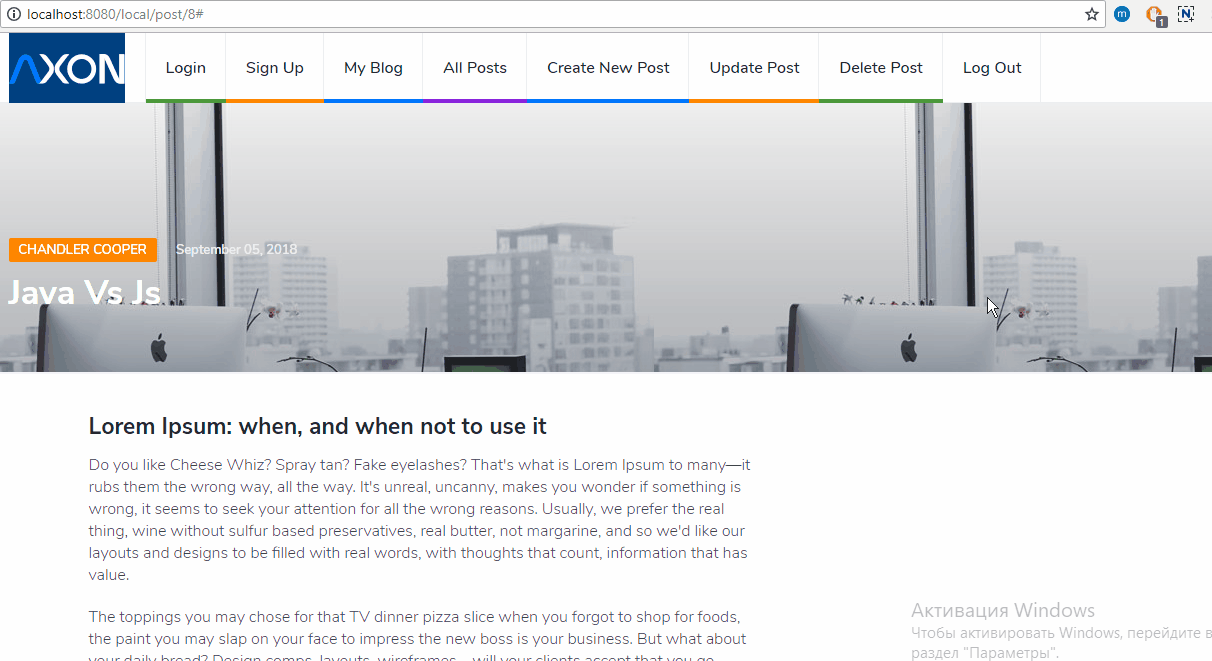 localhost:8080/local/post/8#
m
1
N
AXON
Login
Sign Up
My Blog
All Posts
Create New Post
Update Post
Delete Post
Log Out
CHANDLER COOPER
September 05, 2018
Java Vs Js
Lorem Ipsum: when, and when not to use it
Do you like Cheese Whiz? Spray tan? Fake eyelashes? That's what is Lorem Ipsum to many—it
rubs them the wrong way, all the way. It's unreal, uncanny, makes you wonder if something is
wrong, it seems to seek your attention for all the wrong reasons. Usually, we prefer the real
thing, wine without sulfur based preservatives, real butter, not margarine, and so we'd like our
layouts and designs to be filled with real words, with thoughts that count, information that has
value.
The toppings you may chose for that TV dinner pizza slice when you forgot to shop for foods,
the paint you may slap on your face to impress the new boss is your business. But what about
your daily bread? Design comps, layouts, wireframes—will your clients accept that you go
Активация Windows
Чтобы активировать Windows, перейдите в
раздел "Параметры".